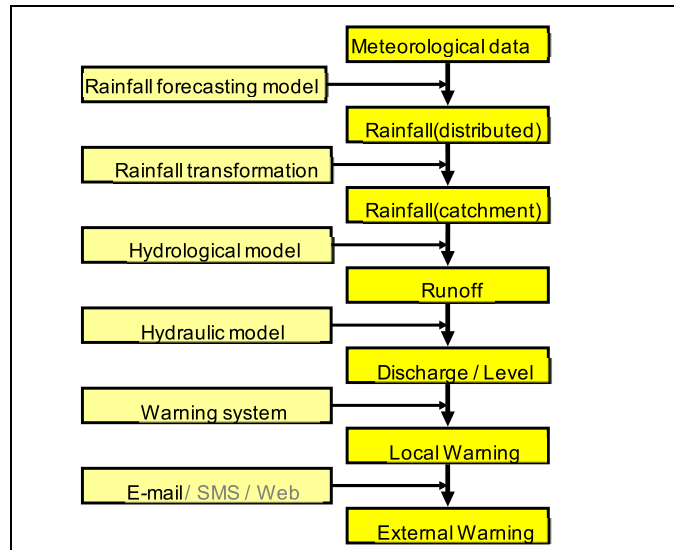 Meteorological data
Rainfall forecasting model
Rainfall(distributed)
Rainfall transformation
Rainfall(catchment)
Hydrological model
Runoff
Hydraulic model
Discharge / Level
Warning system
Local Warning
E-mail / SMS / Web
External Warning